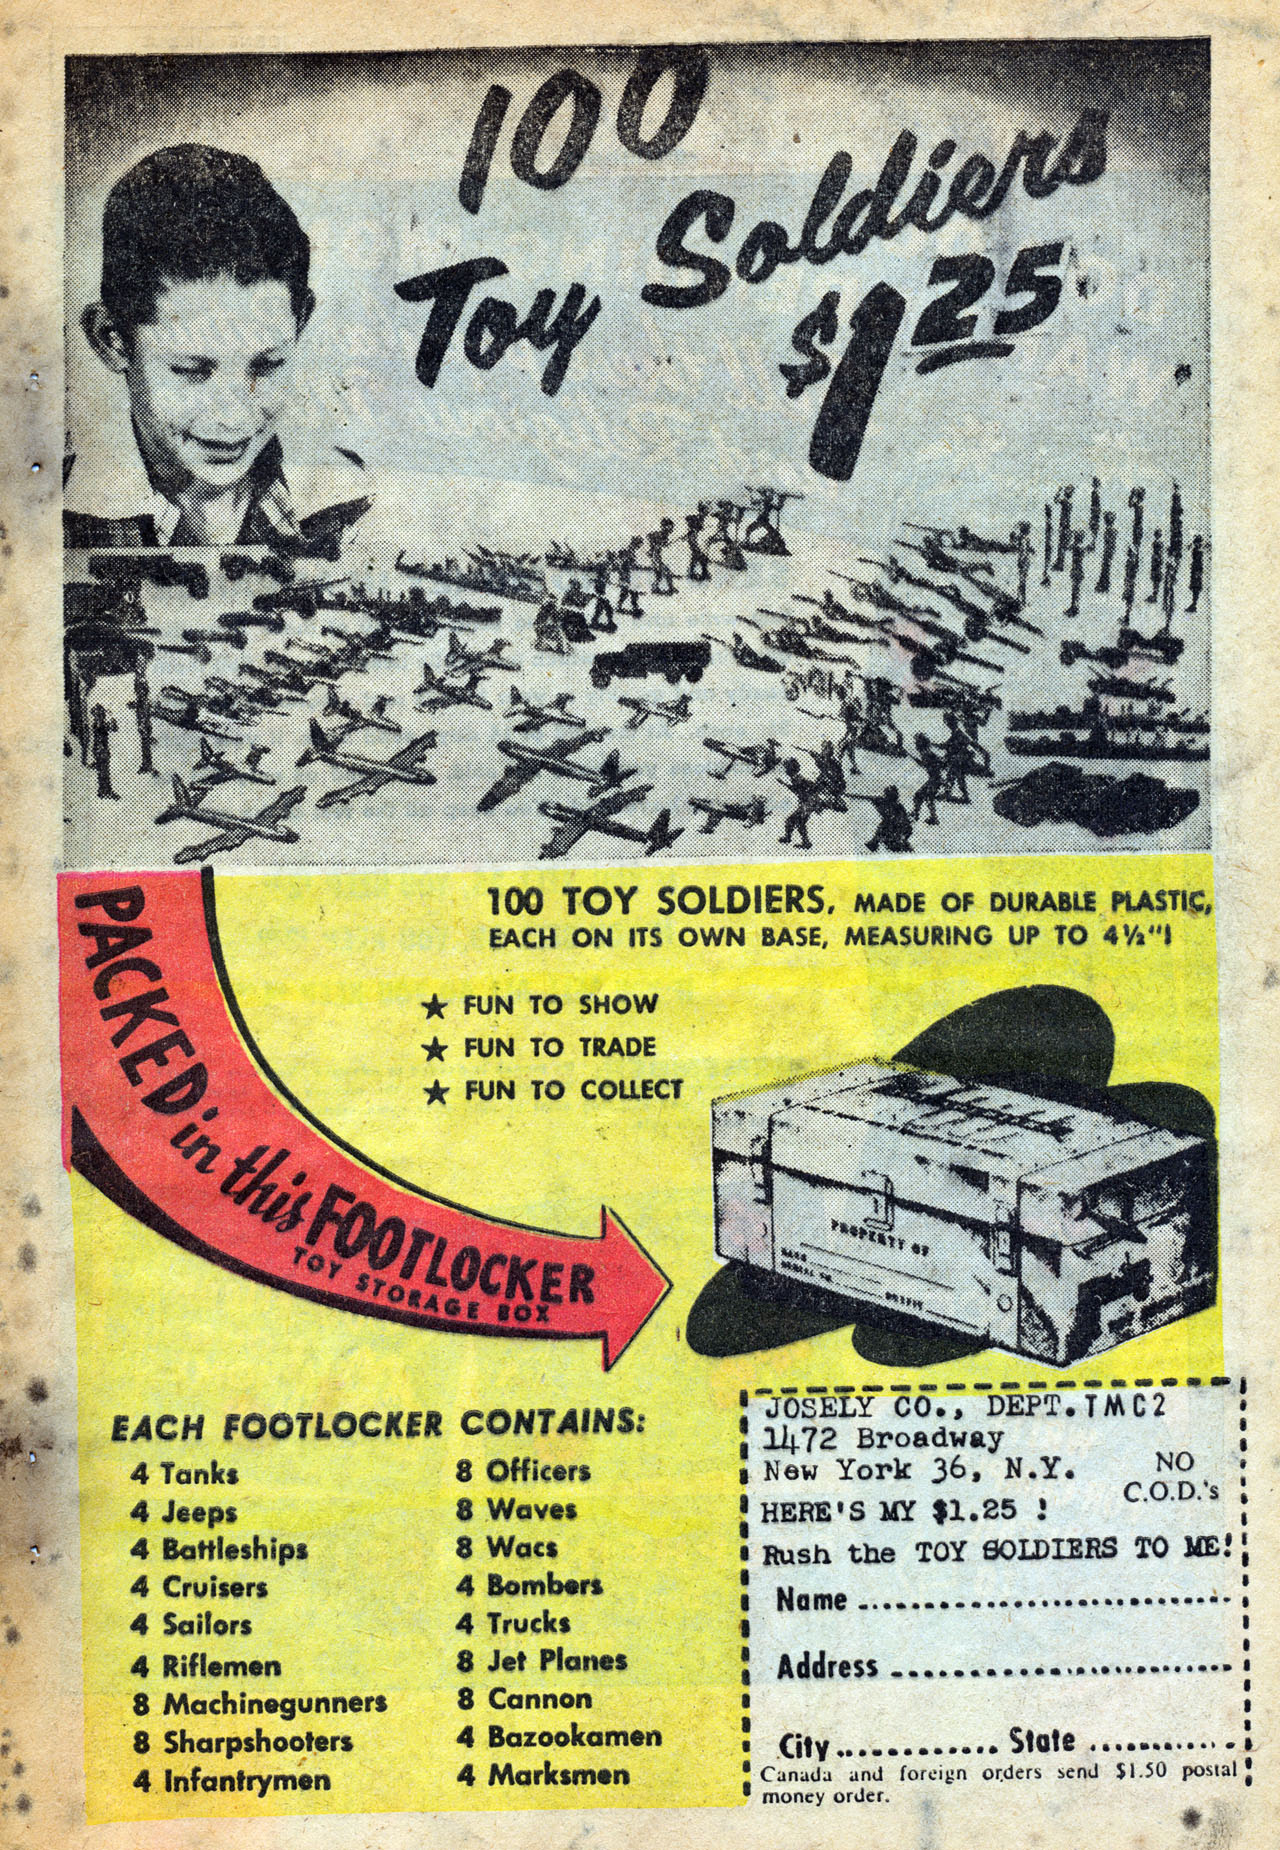 100
Toy Soldiers
$1.25
100 TOY SOLDIERS, MADE OF DURABLE PLASTIC,
EACH ON ITS OWN BASE, MEASURING UP TO 4½"!
★ FUN TO SHOW
★ FUN TO TRADE
★ FUN TO COLLECT
PACKED in this FOOTLOCKER
TOY STORAGE BOX
PROPERTY OF
NAME
SERIAL NO.
OUTFIT
EACH FOOTLOCKER CONTAINS:
4 Tanks
4 Jeeps
4 Battleships
4 Cruisers
4 Sailors
4 Riflemen
8 Machinegunners
8 Sharpshooters
4 Infantrymen
8 Officers
8 Waves
8 Wacs
4 Bombers
4 Trucks
8 Jet Planes
8 Cannon
4 Bazookamen
4 Marksmen
JOSELY CO., DEPT. TMC2
1472 Broadway
New York 36, N.Y.
NO
C.O.D.'s
HERE'S MY $1.25 !
Rush the TOY SOLDIERS TO ME!
Name
Address
City State
Canada and foreign orders send $1.50 postal
money order.